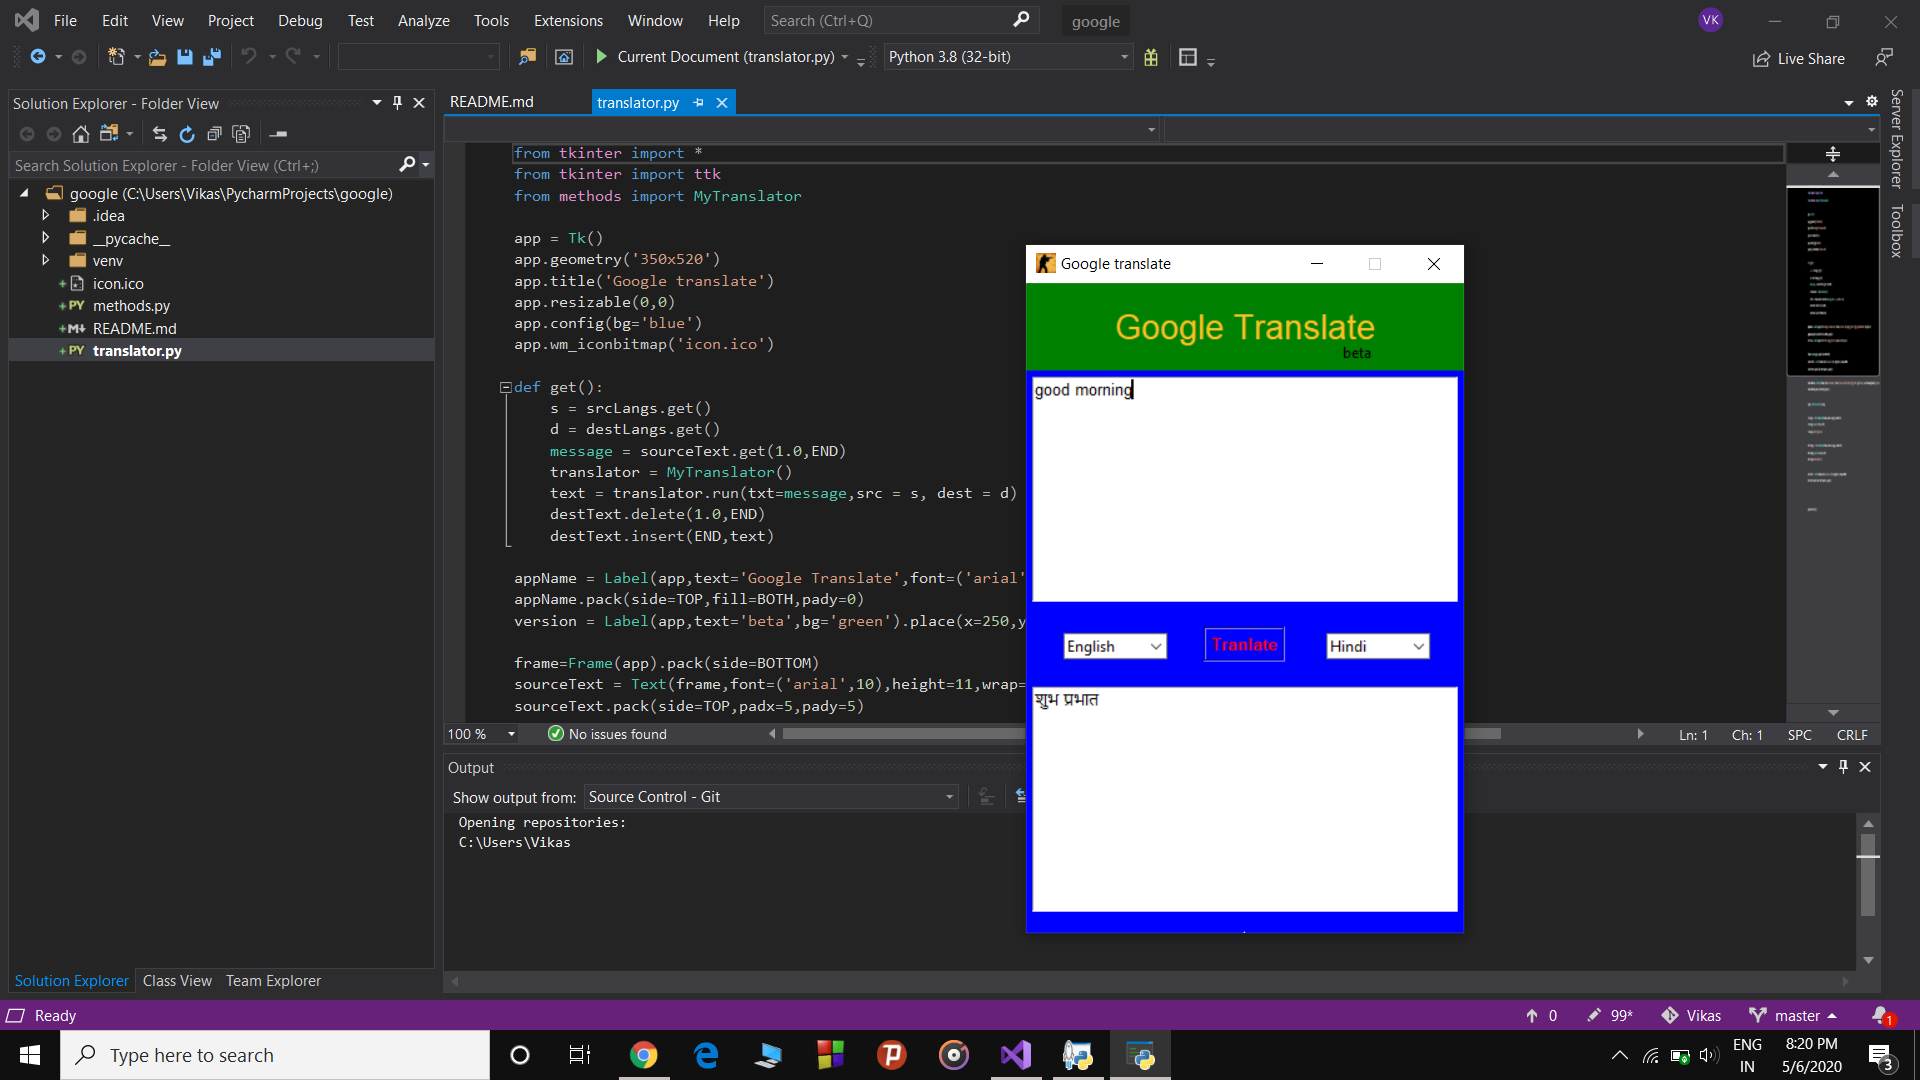 File Edit View Project Debug Test Analyze Tools Extensions Window Help Search (Ctrl+Q) google VK
Current Document (translator.py) Python 3.8 (32-bit) Live Share
Solution Explorer - Folder View
Search Solution Explorer - Folder View (Ctrl+;)
google (C:\Users\Vikas\PycharmProjects\google)
.idea
__pycache__
venv
icon.ico
PY methods.py
README.md
PY translator.py
Solution Explorer Class View Team Explorer
README.md translator.py
from tkinter import *
from tkinter import ttk
from methods import MyTranslator
app = Tk()
app.geometry('350x520')
app.title('Google translate')
app.resizable(0,0)
app.config(bg='blue')
app.wm_iconbitmap('icon.ico')
def get():
s = srcLangs.get()
d = destLangs.get()
message = sourceText.get(1.0,END)
translator = MyTranslator()
text = translator.run(txt=message,src = s, dest = d)
destText.delete(1.0,END)
destText.insert(END,text)
appName = Label(app,text='Google Translate',font=('arial'
appName.pack(side=TOP,fill=BOTH,pady=0)
version = Label(app,text='beta',bg='green').place(x=250,y
frame=Frame(app).pack(side=BOTTOM)
sourceText = Text(frame,font=('arial',10),height=11,wrap=
sourceText.pack(side=TOP,padx=5,pady=5)
100 % No issues found Ln: 1 Ch: 1 SPC CRLF
Output
Show output from: Source Control - Git
Opening repositories:
C:\Users\Vikas
Google translate
Google Translate
beta
good morning
English Tranlate Hindi
शुभ प्रभात
Server Explorer
Toolbox
Ready 0 99* Vikas master 1
Type here to search
ENG
IN
8:20 PM
5/6/2020
3